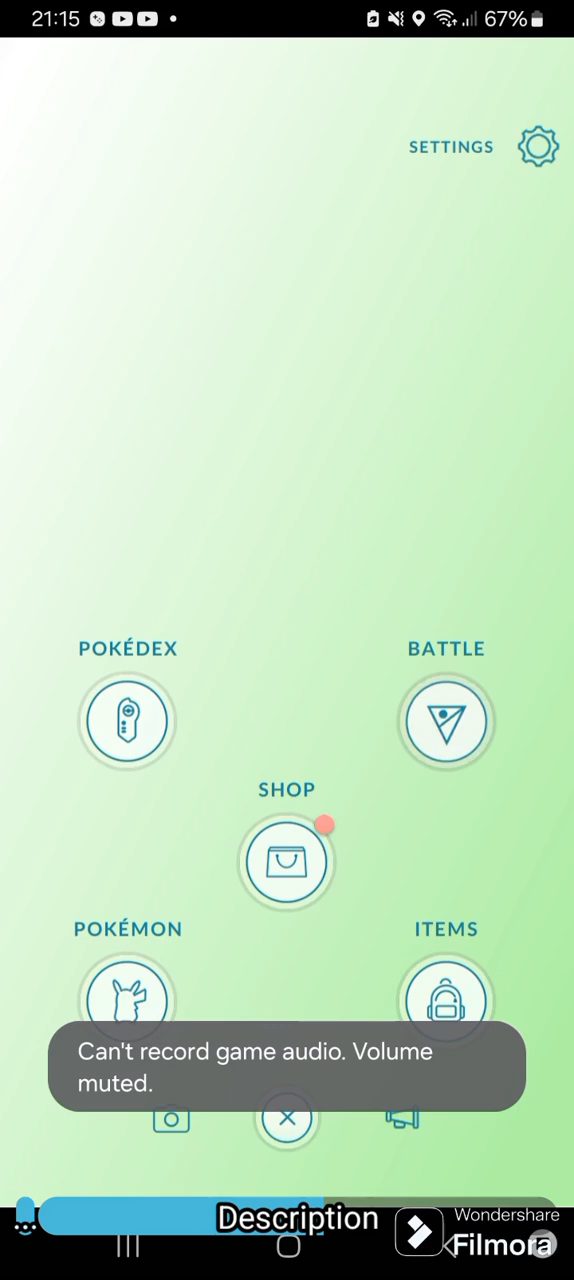 21:15
67%
SETTINGS
POKÉDEX
BATTLE
SHOP
POKÉMON
ITEMS
Can't record game audio. Volume
muted.
Description
Wondershare
Filmora